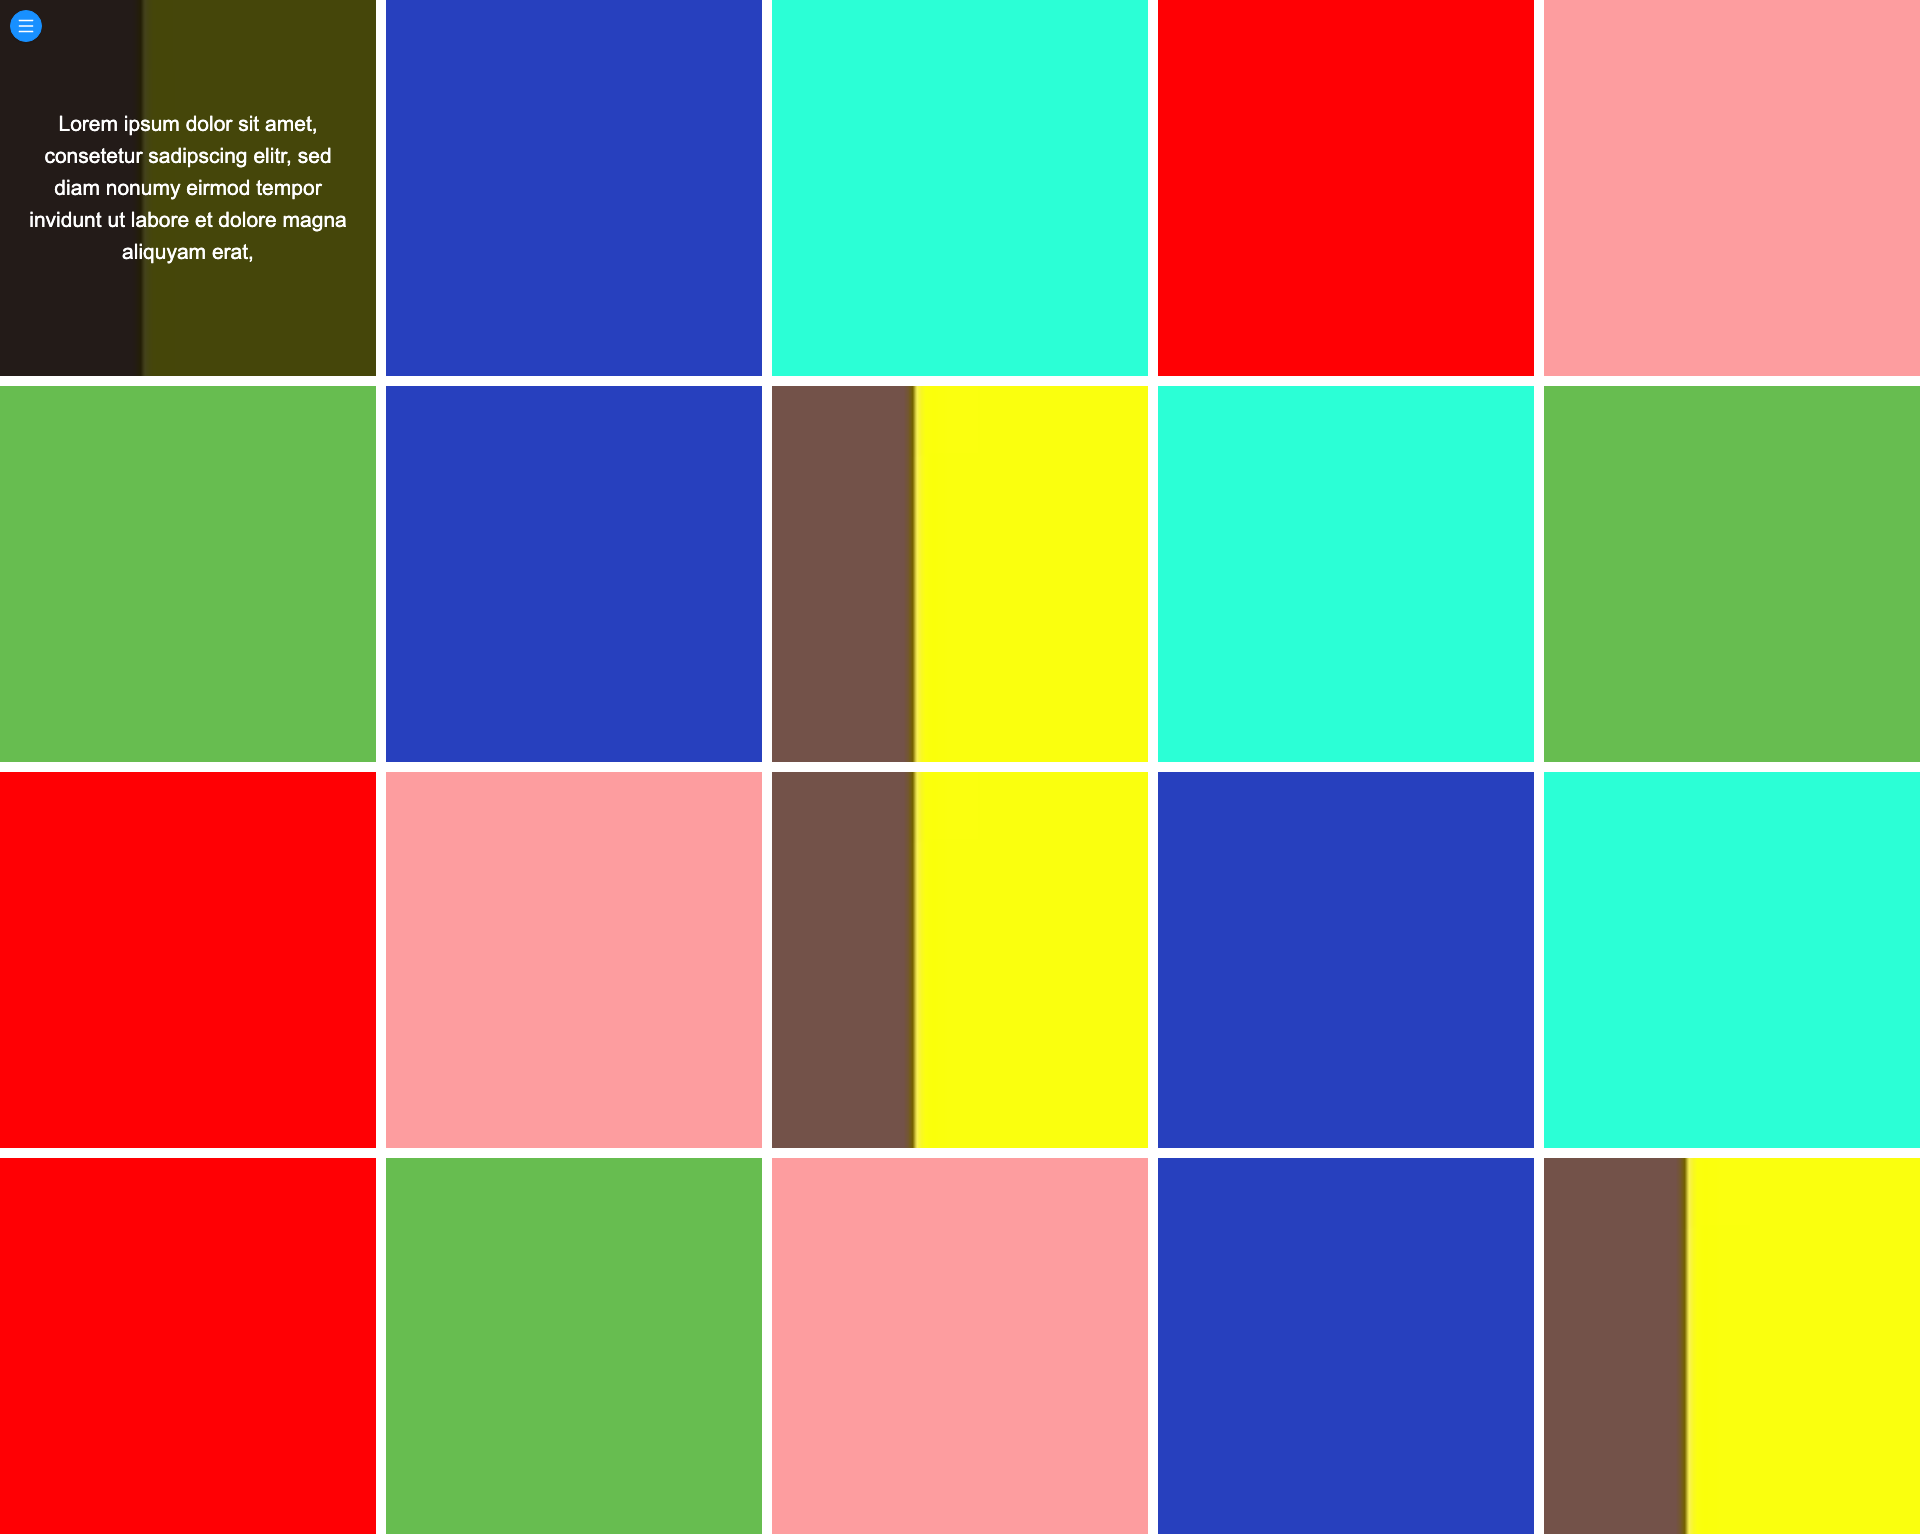 Lorem ipsum dolor sit amet,
consetetur sadipscing elitr, sed
diam nonumy eirmod tempor
invidunt ut labore et dolore magna
aliquyam erat,